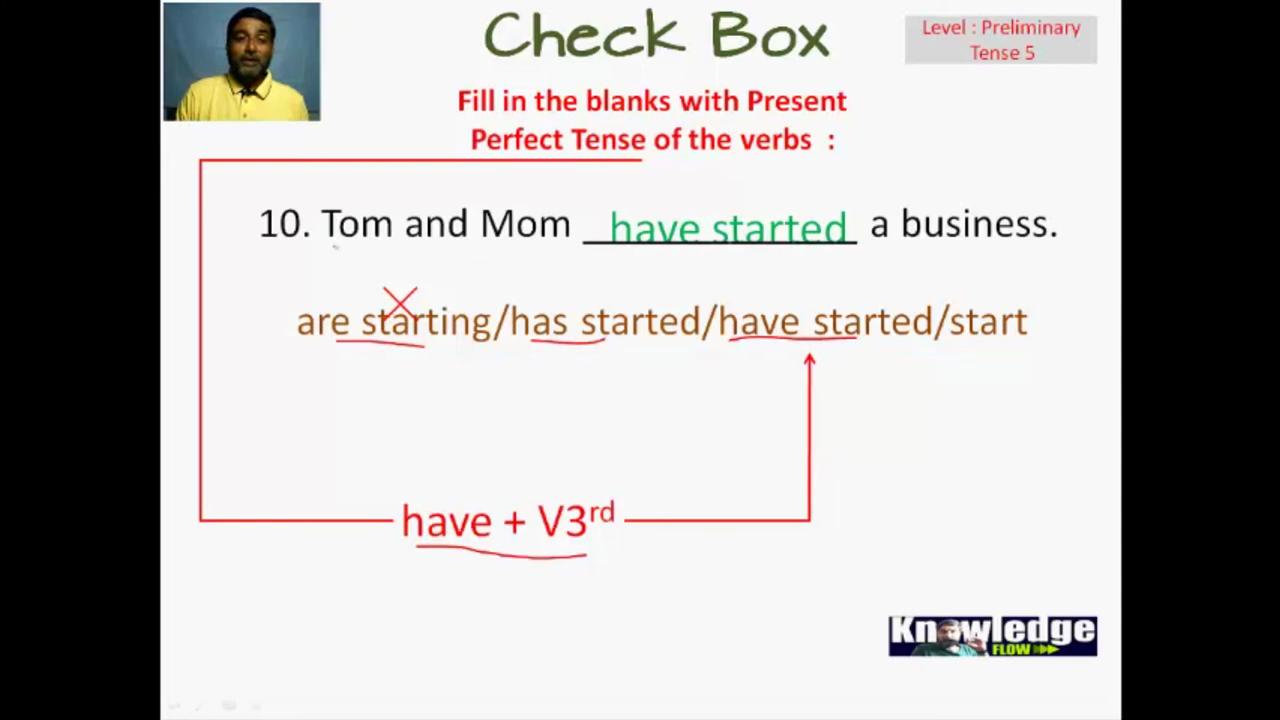 Check Box
Level : Preliminary
Tense 5
Fill in the blanks with Present
Perfect Tense of the verbs :
10. Tom and Mom have started a business.
are starting/has started/have started/start
have + V3rd
Knowledge
FLOW